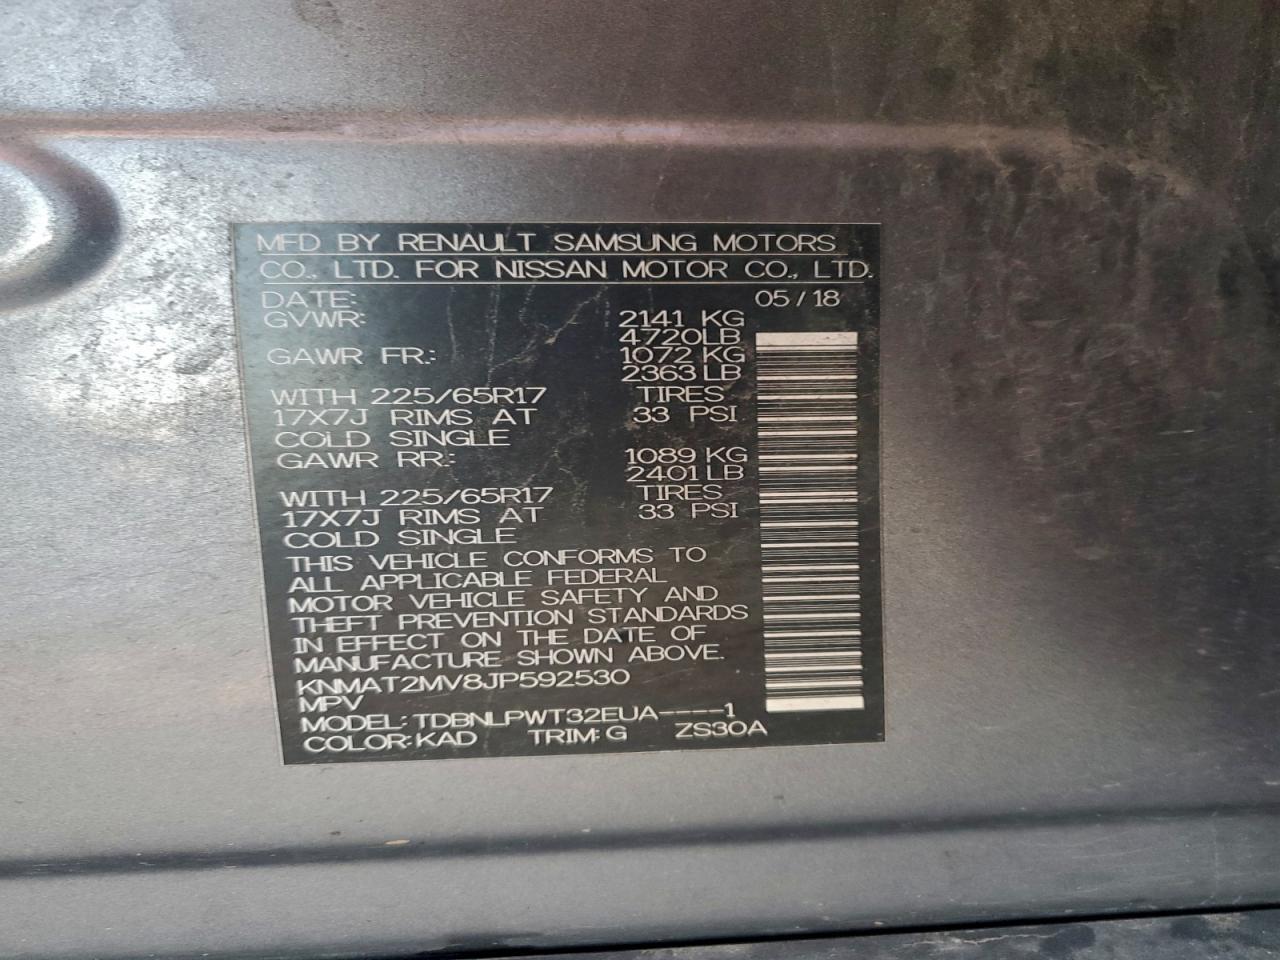 MFD BY RENAULT SAMSUNG MOTORS
CO., LTD. FOR NISSAN MOTOR CO., LTD.
DATE: 05 / 18
GVWR: 2141 KG
4720LB
GAWR FR.: 1072 KG
2363 LB
WITH 225/65R17 TIRES
17X7J RIMS AT 33 PSI
COLD SINGLE
GAWR RR.: 1089 KG
2401 LB
WITH 225/65R17 TIRES
17X7J RIMS AT 33 PSI
COLD SINGLE
THIS VEHICLE CONFORMS TO
ALL APPLICABLE FEDERAL
MOTOR VEHICLE SAFETY AND
THEFT PREVENTION STANDARDS
IN EFFECT ON THE DATE OF
MANUFACTURE SHOWN ABOVE.
KNMAT2MV8JP592530
MPV
MODEL: TDBNLPWT32EUA----1
COLOR: KAD TRIM: G ZS30A